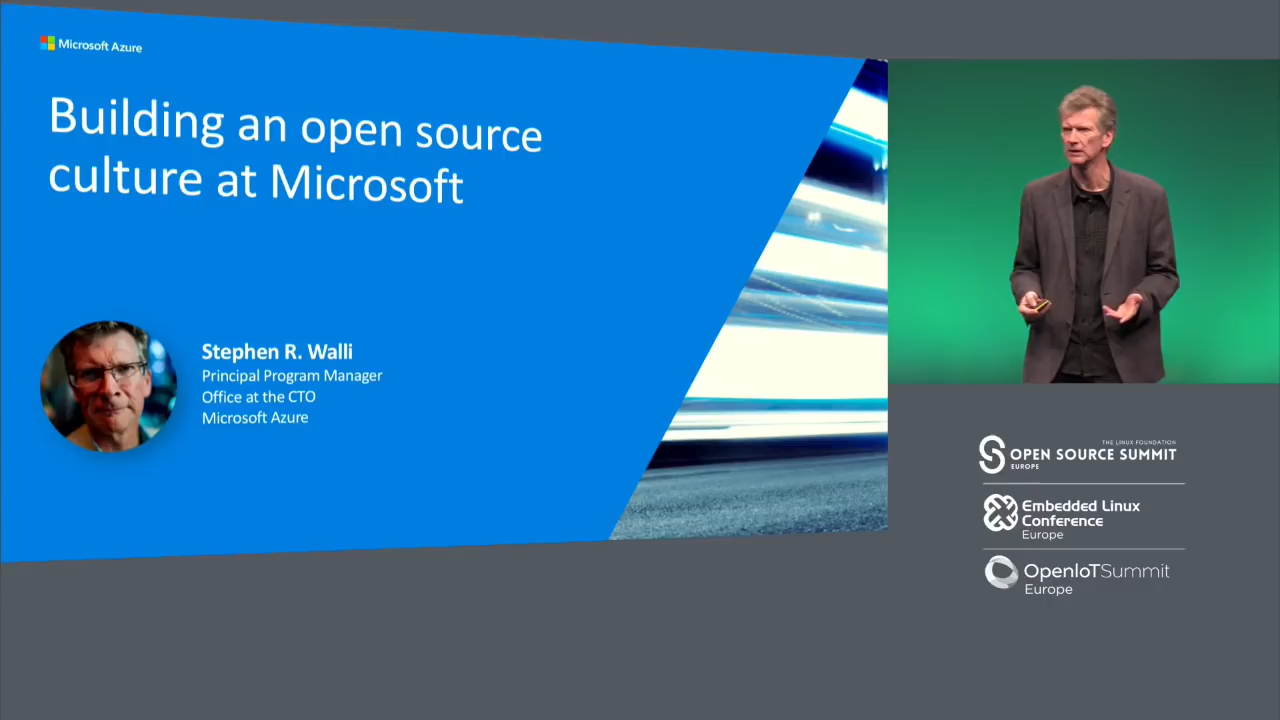 Microsoft Azure
Building an open source
culture at Microsoft
Stephen R. Walli
Principal Program Manager
Office at the CTO
Microsoft Azure
THE LINUX FOUNDATION
OPEN SOURCE SUMMIT
EUROPE
Embedded Linux
Conference
Europe
OpenIoTSummit
Europe